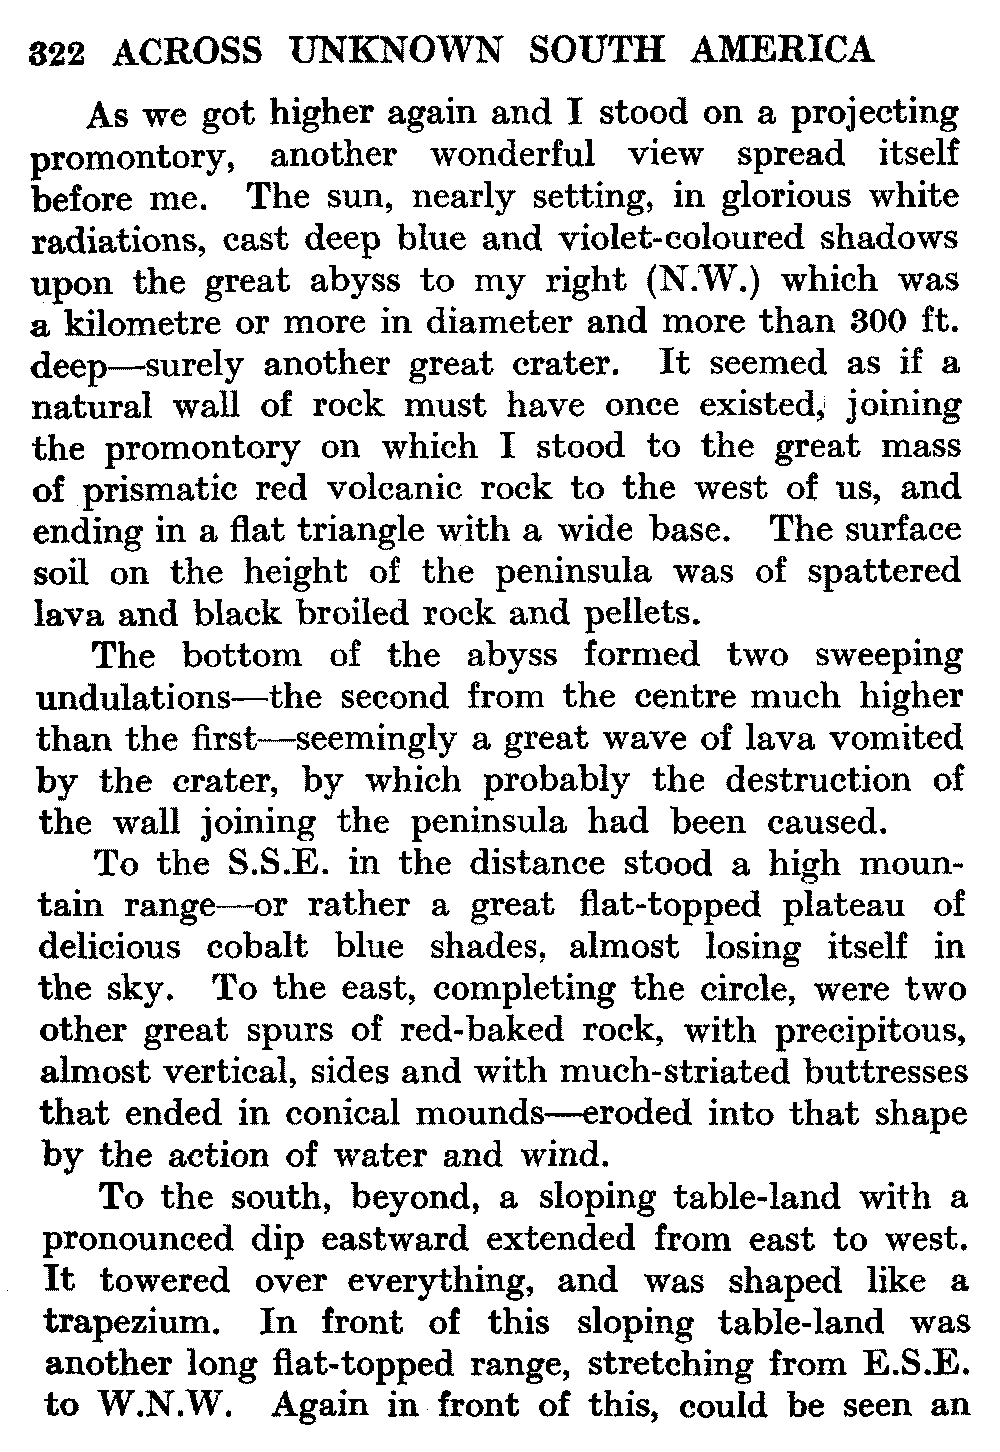 322 ACROSS UNKNOWN SOUTH AMERICA
As we got higher again and I stood on a projecting
promontory, another wonderful view spread itself
before me. The sun, nearly setting, in glorious white
radiations, cast deep blue and violet-coloured shadows
upon the great abyss to my right (N.W.) which was
a kilometre or more in diameter and more than 300 ft.
deep—surely another great crater. It seemed as if a
natural wall of rock must have once existed, joining
the promontory on which I stood to the great mass
of prismatic red volcanic rock to the west of us, and
ending in a flat triangle with a wide base. The surface
soil on the height of the peninsula was of spattered
lava and black broiled rock and pellets.
The bottom of the abyss formed two sweeping
undulations—the second from the centre much higher
than the first—seemingly a great wave of lava vomited
by the crater, by which probably the destruction of
the wall joining the peninsula had been caused.
To the S.S.E. in the distance stood a high moun-
tain range—or rather a great flat-topped plateau of
delicious cobalt blue shades, almost losing itself in
the sky. To the east, completing the circle, were two
other great spurs of red-baked rock, with precipitous,
almost vertical, sides and with much-striated buttresses
that ended in conical mounds—eroded into that shape
by the action of water and wind.
To the south, beyond, a sloping table-land with a
pronounced dip eastward extended from east to west.
It towered over everything, and was shaped like a
trapezium. In front of this sloping table-land was
another long flat-topped range, stretching from E.S.E.
to W.N.W. Again in front of this, could be seen an